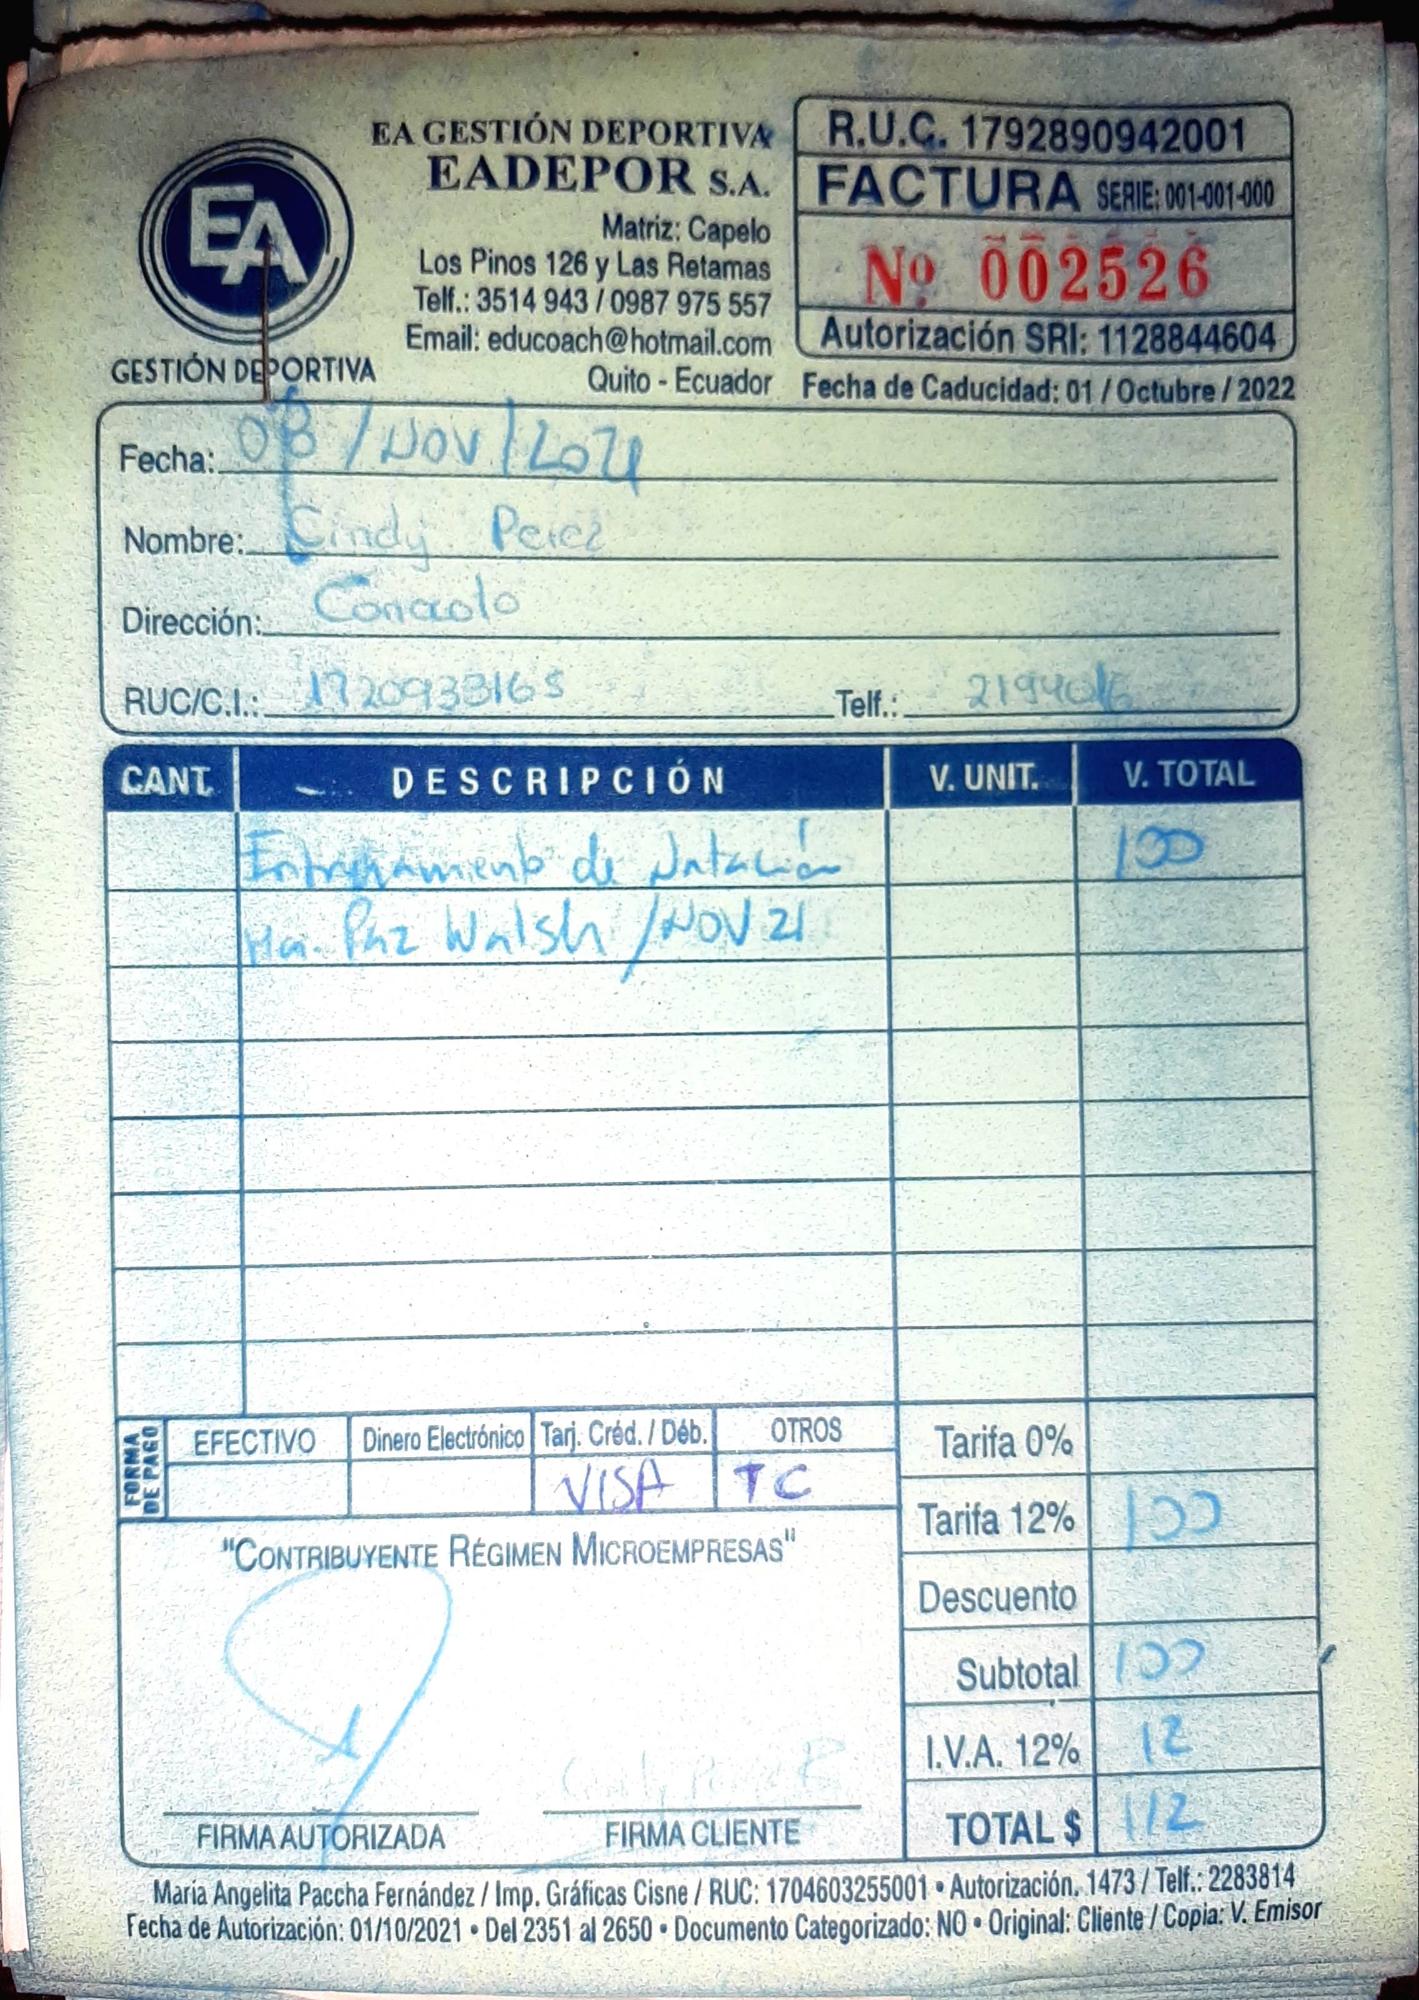 EA GESTIÓN DEPORTIVA
EADEPOR S.A.
Matriz: Capelo
Los Pinos 126 y Las Retamas
Telf.: 3514 943 / 0987 975 557
Email: educoach@hotmail.com
Quito - Ecuador
EA
GESTIÓN DEPORTIVA
R.U.C. 1792890942001
FACTURA SERIE: 001-001-000
Nº 002526
Autorización SRI: 1128844604
Fecha de Caducidad: 01 / Octubre / 2022
Fecha: 08 / NOV / 2021
Nombre: Cindy Perez
Dirección:
RUC/C.I.: 1720933165 Telf.: 2194016
CANT. DESCRIPCIÓN V. UNIT. V. TOTAL
Entrenamiento de Natación 100
Ma. Paz Walsh / NOV 21
FORMA DE PAGO
EFECTIVO Dinero Electrónico Tarj. Créd. / Déb. OTROS
VISA TC
"CONTRIBUYENTE RÉGIMEN MICROEMPRESAS"
Tarifa 0%
Tarifa 12% 100
Descuento
Subtotal 100
I.V.A. 12% 12
TOTAL $ 112
FIRMA AUTORIZADA FIRMA CLIENTE
María Angelita Paccha Fernández / Imp. Gráficas Cisne / RUC: 1704603255001 • Autorización. 1473 / Telf.: 2283814
Fecha de Autorización: 01/10/2021 • Del 2351 al 2650 • Documento Categorizado: NO • Original: Cliente / Copia: V. Emisor